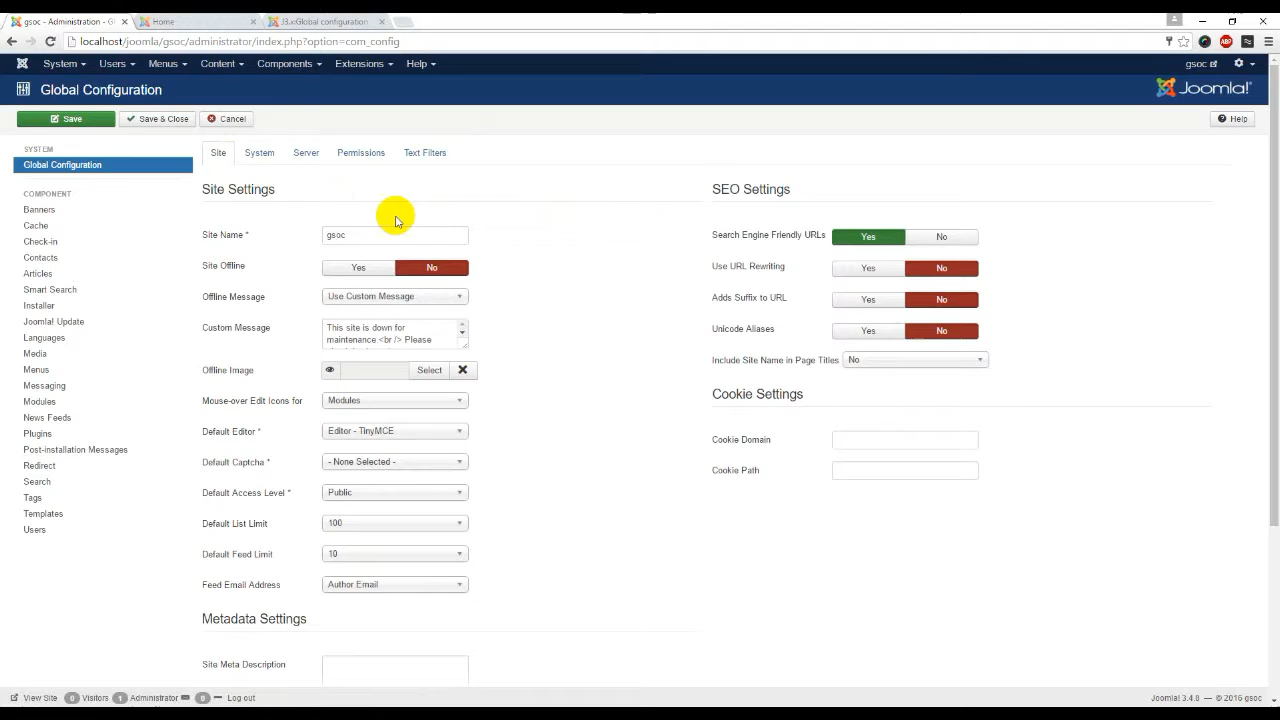 gsoc - Administration - G
Home
J3.x:Global configuration
localhost/joomla/gsoc/administrator/index.php?option=com_config
System Users Menus Content Components Extensions Help gsoc
Global Configuration Joomla!
Save Save & Close Cancel Help
SYSTEM
Global Configuration
COMPONENT
Banners
Cache
Check-in
Contacts
Articles
Smart Search
Installer
Joomla! Update
Languages
Media
Menus
Messaging
Modules
News Feeds
Plugins
Post-installation Messages
Redirect
Search
Tags
Templates
Users
Site System Server Permissions Text Filters
Site Settings
Site Name * gsoc
Site Offline Yes No
Offline Message Use Custom Message
Custom Message This site is down for
maintenance.<br /> Please
Offline Image Select
Mouse-over Edit Icons for Modules
Default Editor * Editor - TinyMCE
Default Captcha * - None Selected -
Default Access Level * Public
Default List Limit 100
Default Feed Limit 10
Feed Email Address Author Email
Metadata Settings
Site Meta Description
SEO Settings
Search Engine Friendly URLs Yes No
Use URL Rewriting Yes No
Adds Suffix to URL Yes No
Unicode Aliases Yes No
Include Site Name in Page Titles No
Cookie Settings
Cookie Domain
Cookie Path
View Site 0 Visitors 1 Administrator 0 Log out
Joomla! 3.4.8 — © 2016 gsoc